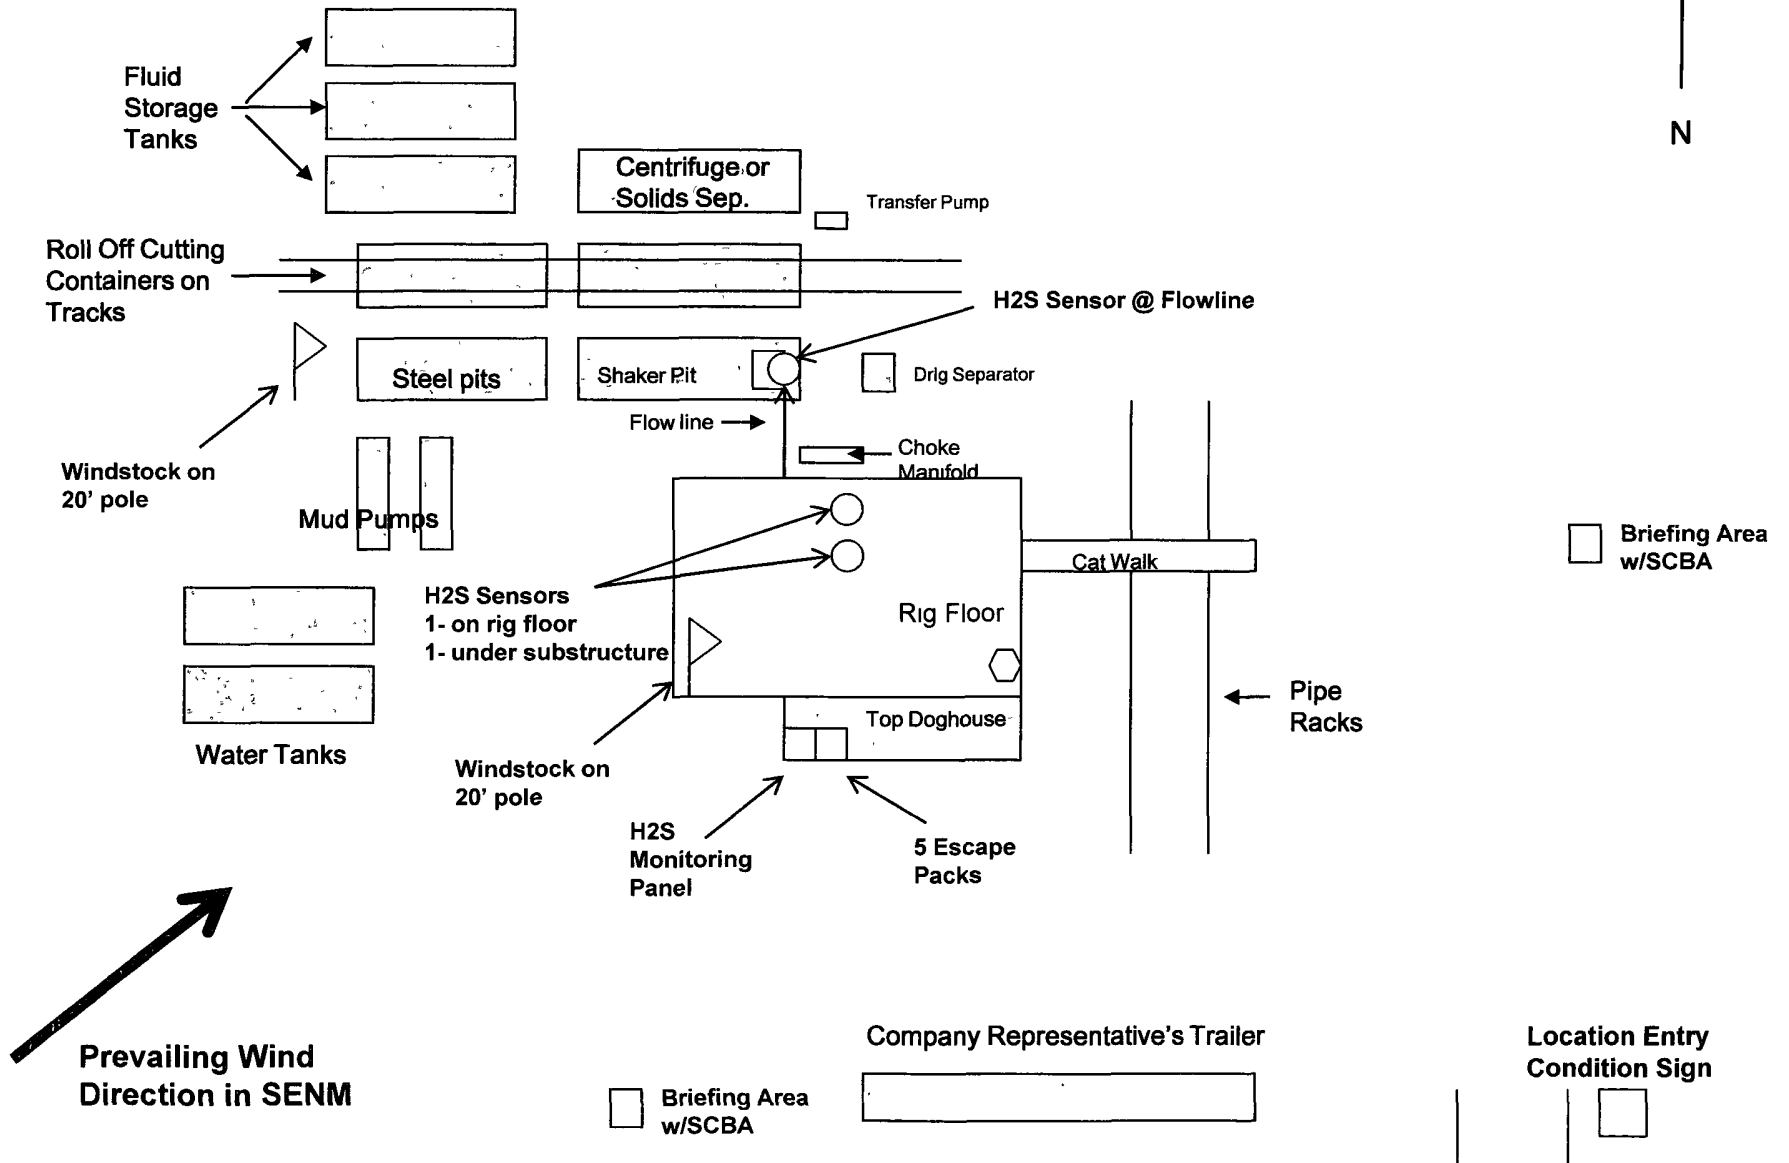 Fluid
Storage
Tanks
N
Centrifuge or
Solids Sep.
Transfer Pump
Roll Off Cutting
Containers on
Tracks
H2S Sensor @ Flowline
Steel pits
Shaker Pit
Drlg Separator
Flow line
Choke
Manifold
Windstock on
20' pole
Mud Pumps
Briefing Area
w/SCBA
Cat Walk
H2S Sensors
1- on rig floor
1- under substructure
Rig Floor
Pipe
Racks
Top Doghouse
Water Tanks
Windstock on
20' pole
H2S
Monitoring
Panel
5 Escape
Packs
Prevailing Wind
Direction in SENM
Company Representative's Trailer
Location Entry
Condition Sign
Briefing Area
w/SCBA